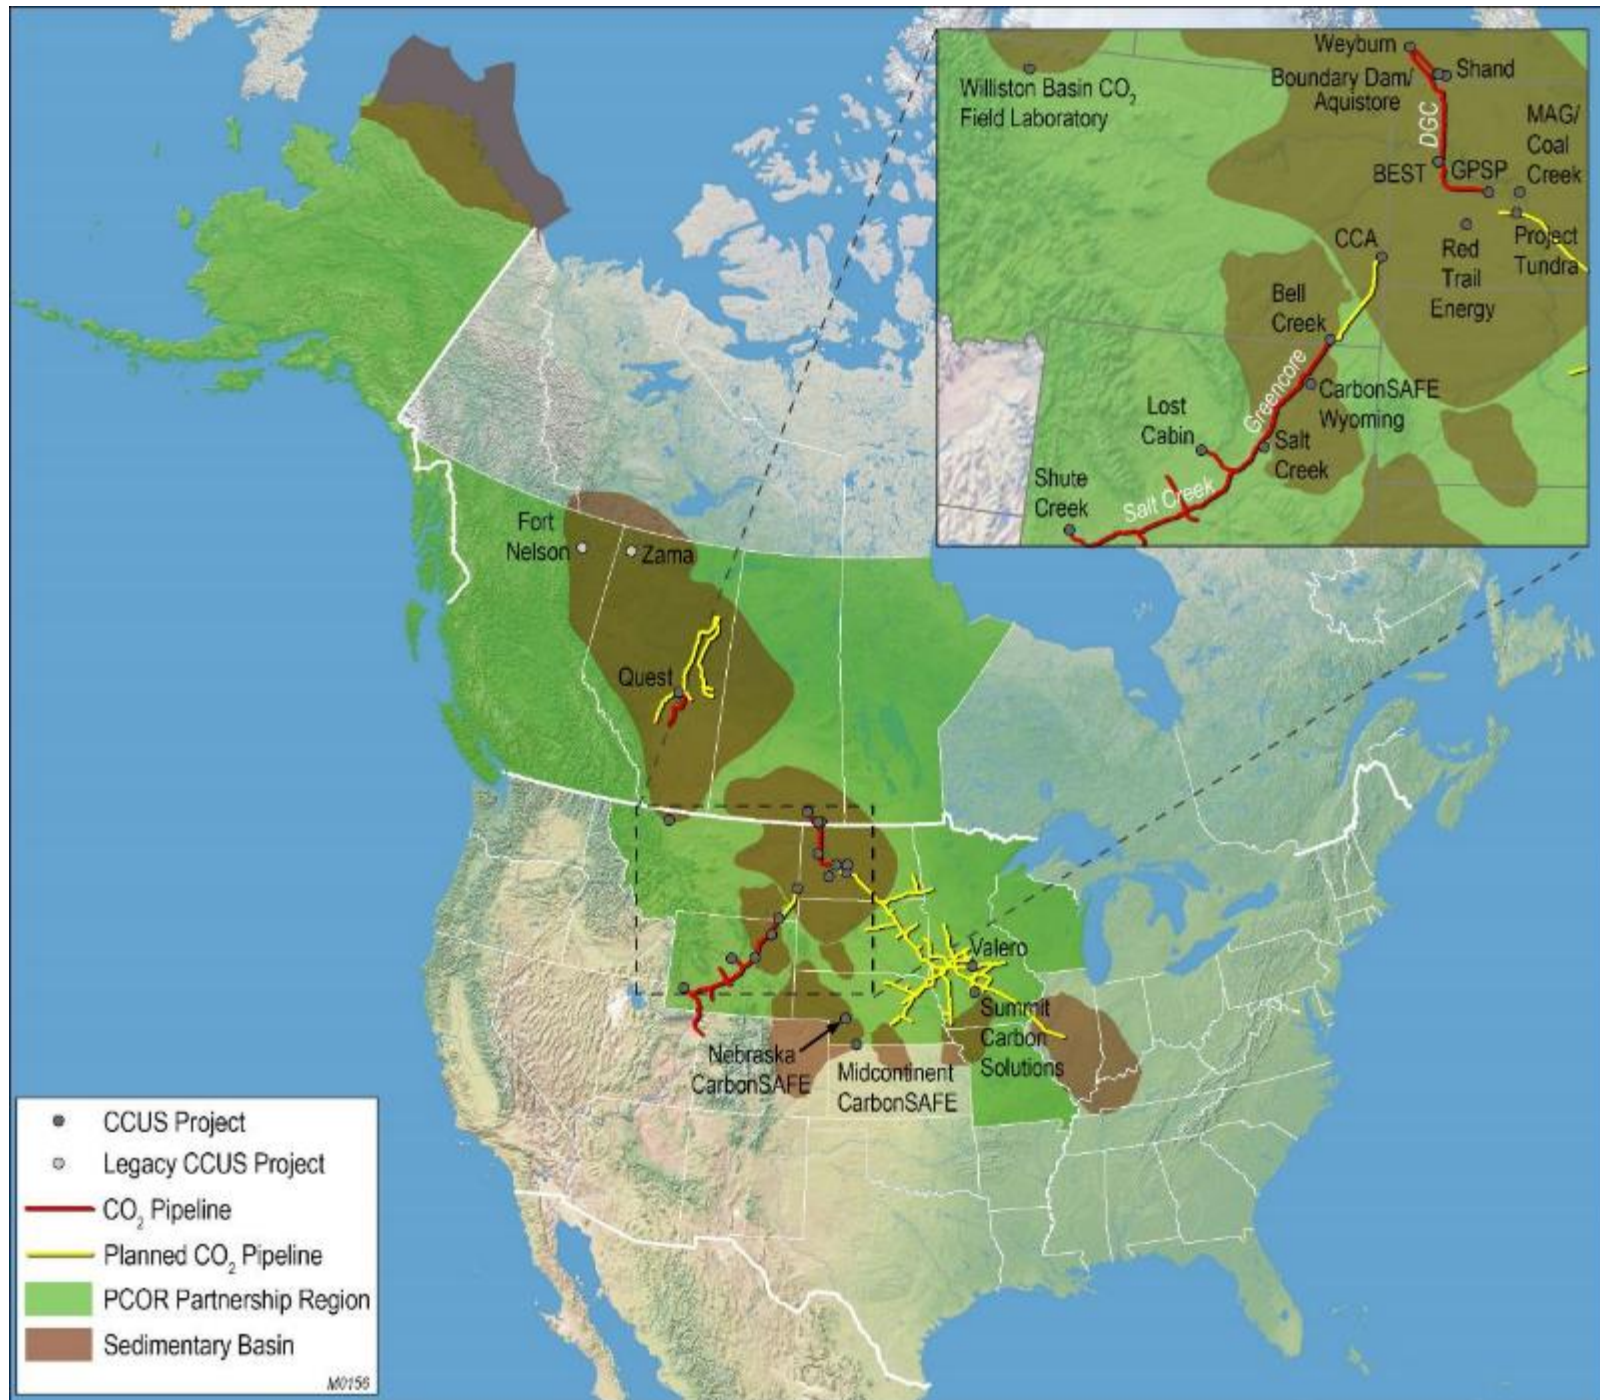 Weyburn
Boundary Dam/
Aquistore
Shand
Williston Basin CO₂
Field Laboratory
DGC
MAG/
Coal
Creek
BEST
GPSP
CCA
Red
Trail
Energy
Project
Tundra
Bell
Creek
Greencore
CarbonSAFE
Wyoming
Lost
Cabin
Salt
Creek
Shute
Creek
Salt Creek
Fort
Nelson
Zama
Quest
Valero
Summit
Carbon
Solutions
Nebraska
CarbonSAFE
Midcontinent
CarbonSAFE
CCUS Project
Legacy CCUS Project
CO₂ Pipeline
Planned CO₂ Pipeline
PCOR Partnership Region
Sedimentary Basin
M0156